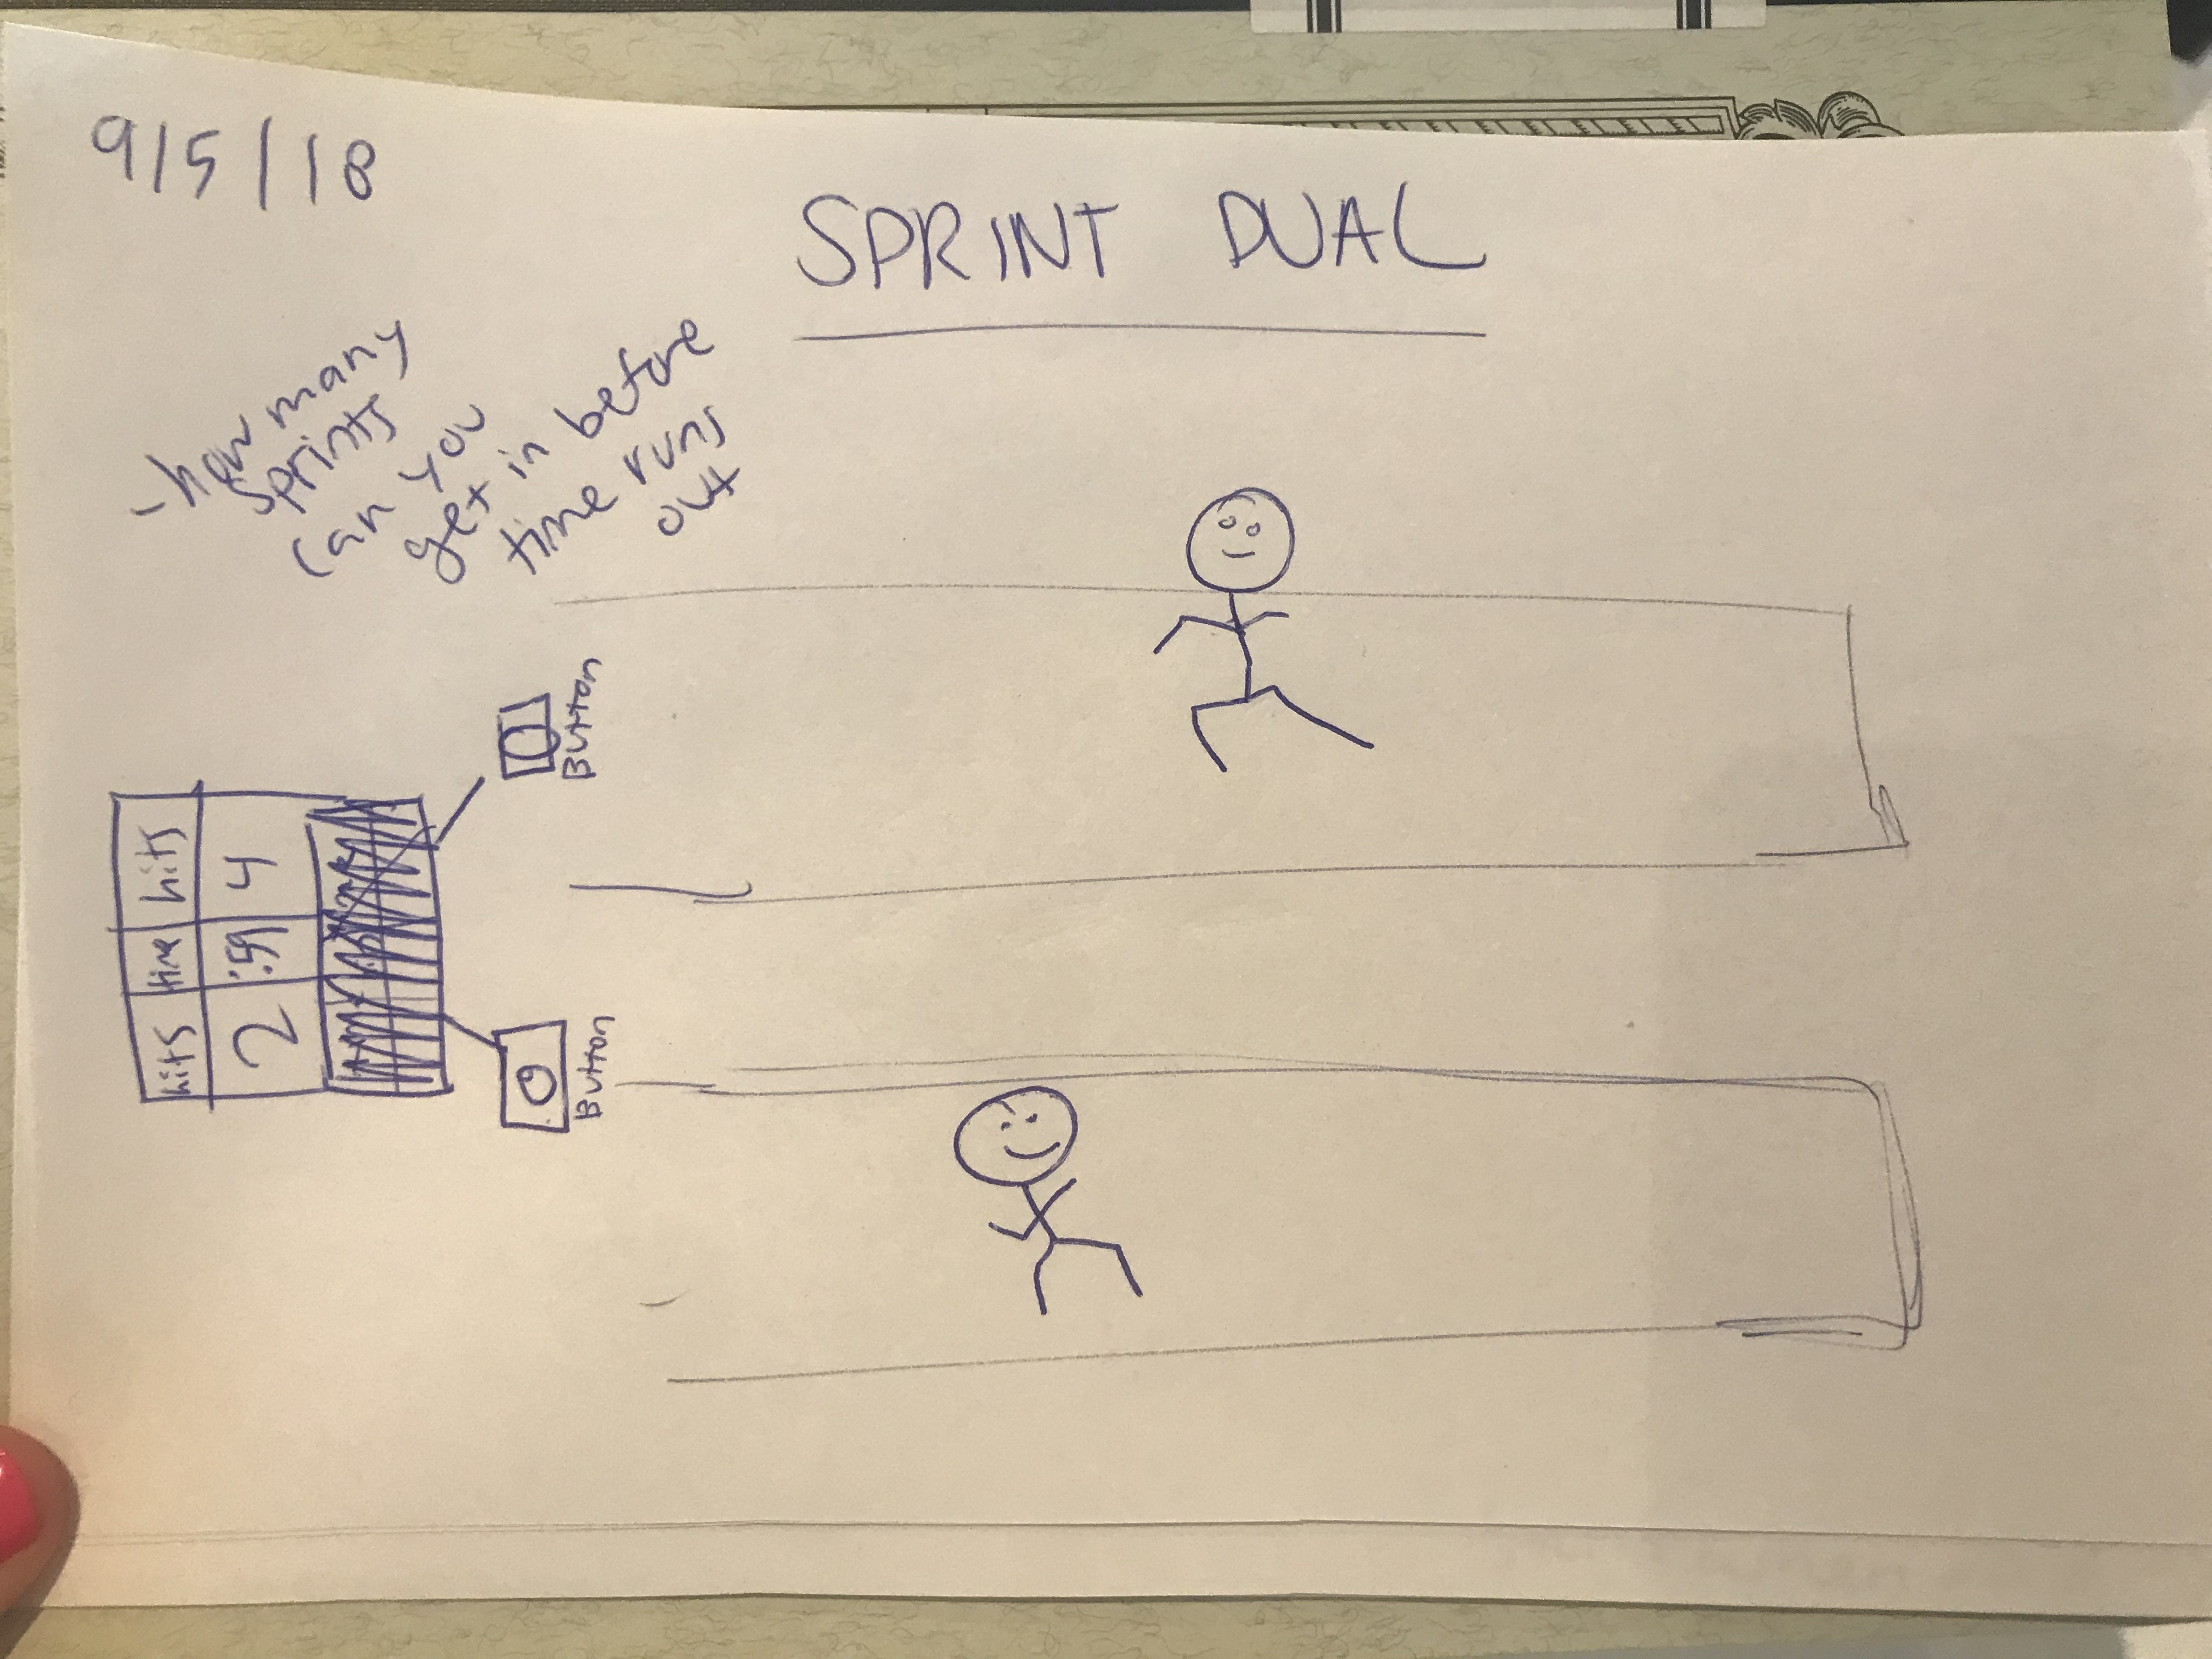 9/5/18
SPRINT DUAL
- how many
sprints
can you
get in before
time runs
out
Button
hits time hits
2 4
Button